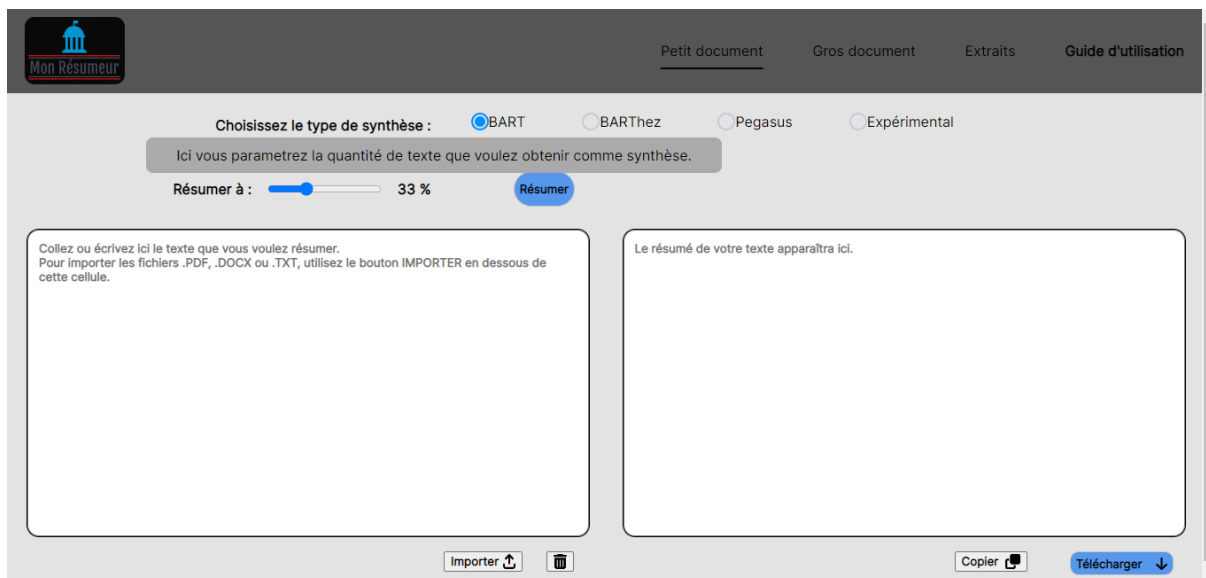 Mon Résumeur
Petit document
Gros document
Extraits
Guide d'utilisation
Choisissez le type de synthèse :
BART
BARThez
Pegasus
Expérimental
Ici vous parametrez la quantité de texte que voulez obtenir comme synthèse.
Résumer à :
33 %
Résumer
Collez ou écrivez ici le texte que vous voulez résumer.
Pour importer les fichiers .PDF, .DOCX ou .TXT, utilisez le bouton IMPORTER en dessous de
cette cellule.
Le résumé de votre texte apparaîtra ici.
Importer
Copier
Télécharger